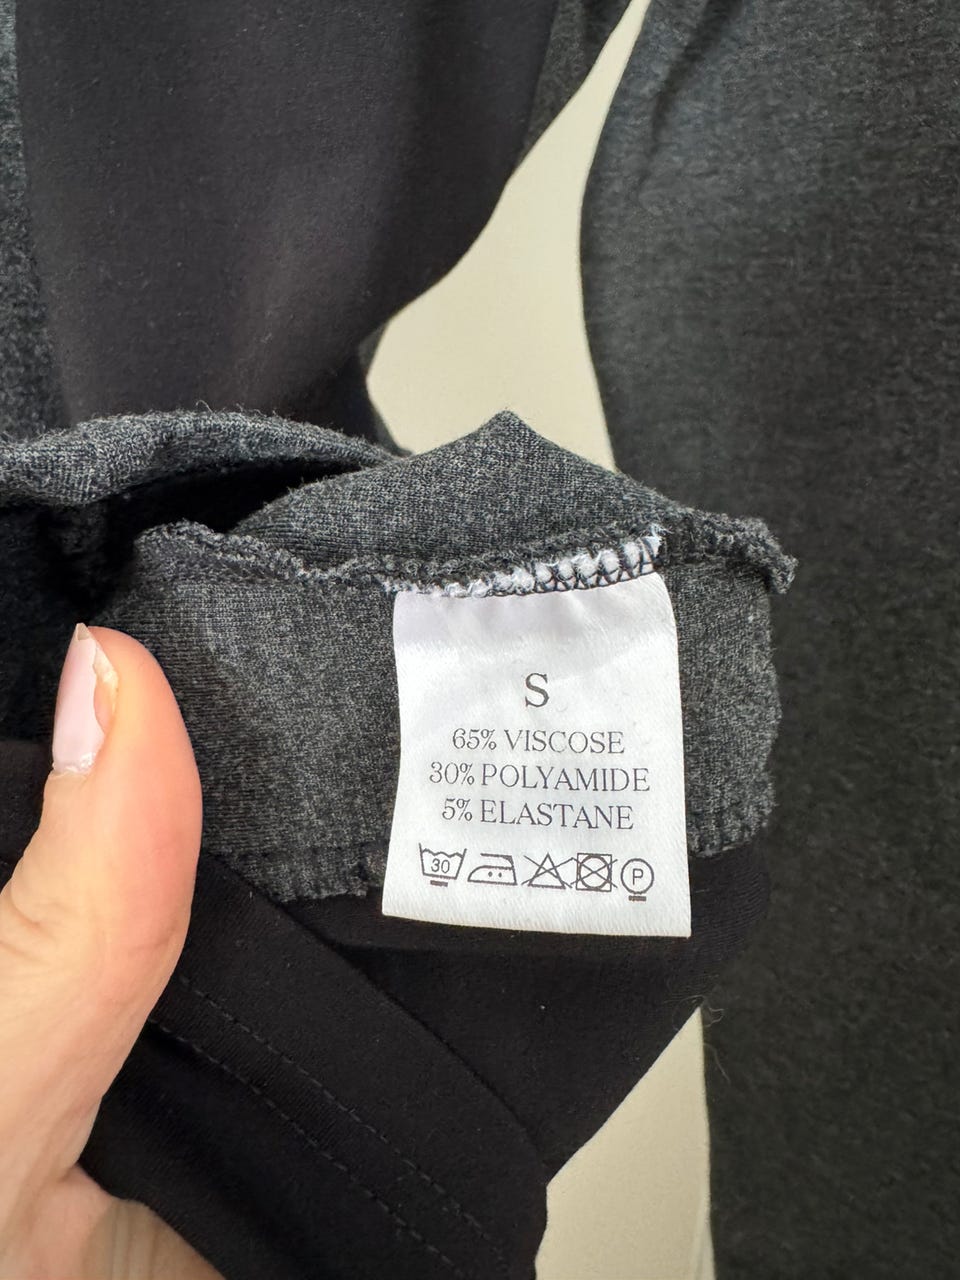 S
65% VISCOSE
30% POLYAMIDE
5% ELASTANE
30 P